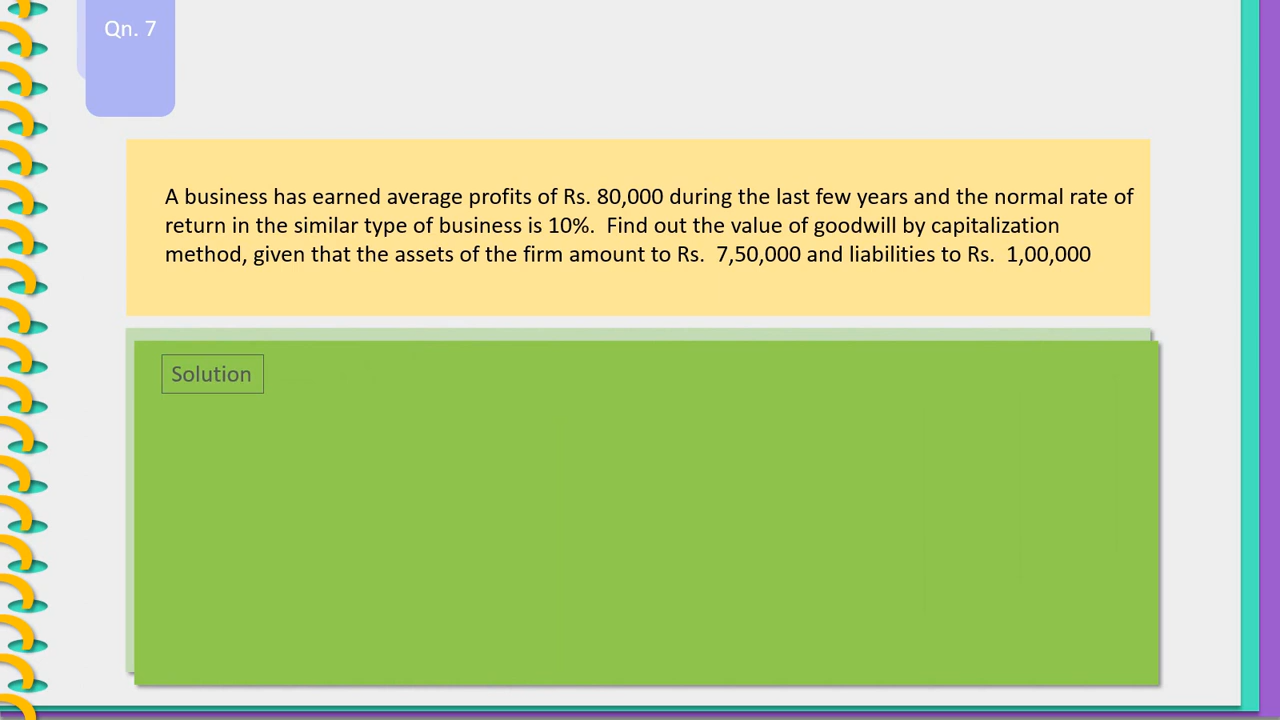 Qn. 7
A business has earned average profits of Rs. 80,000 during the last few years and the normal rate of
return in the similar type of business is 10%.  Find out the value of goodwill by capitalization
method, given that the assets of the firm amount to Rs.  7,50,000 and liabilities to Rs.  1,00,000
Solution